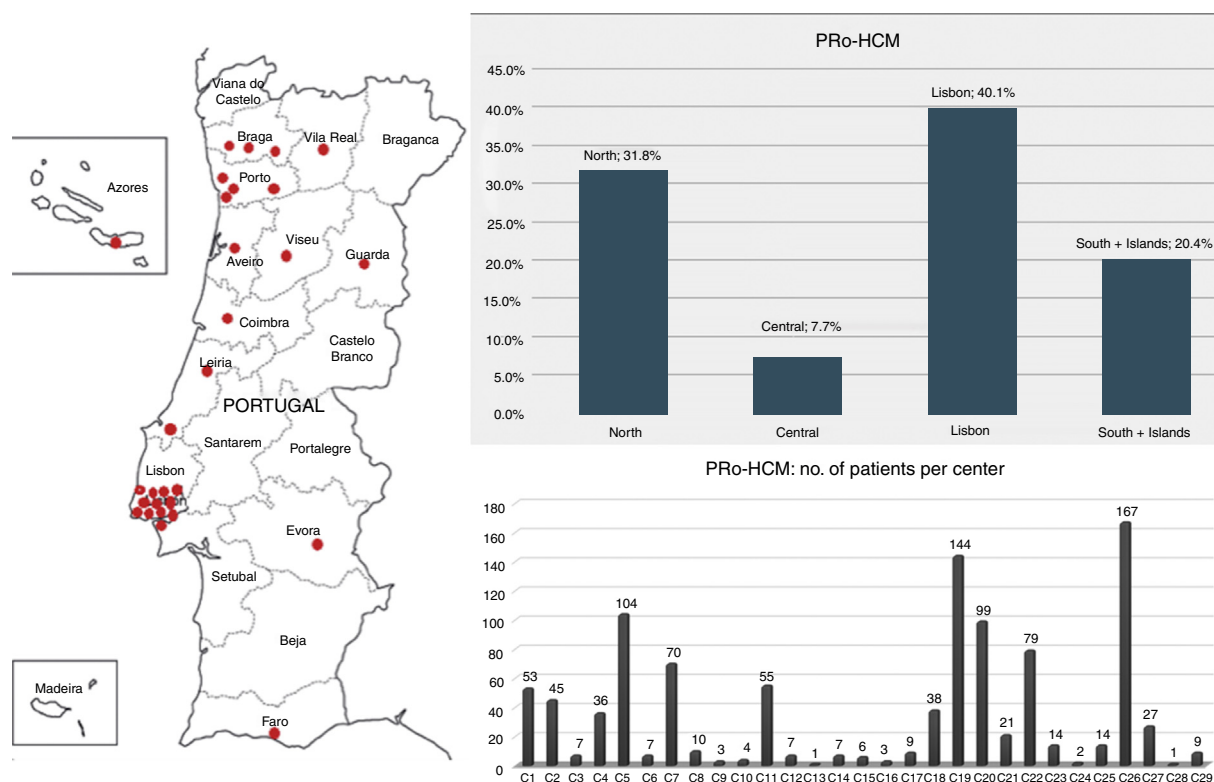 Viana do
Castelo
Braga
Vila Real
Braganca
Porto
Azores
Aveiro
Viseu
Guarda
Coimbra
Castelo
Branco
Leiria
PORTUGAL
Santarem
Portalegre
Lisbon
Evora
Setubal
Beja
Madeira
Faro
PRo-HCM
45.0%
40.0%
35.0%
30.0%
25.0%
20.0%
15.0%
10.0%
5.0%
0.0%
North; 31.8%
Central; 7.7%
Lisbon; 40.1%
South + Islands; 20.4%
North Central Lisbon South + Islands
PRo-HCM: no. of patients per center
180
160
140
120
100
80
60
40
20
0
53 45 7 36 104 7 70 10 3 4 55 7 1 7 6 3 9 38 144 99 21 79 14 2 14 167 27 1 9
C1 C2 C3 C4 C5 C6 C7 C8 C9 C10 C11 C12 C13 C14 C15 C16 C17 C18 C19 C20 C21 C22 C23 C24 C25 C26 C27 C28 C29